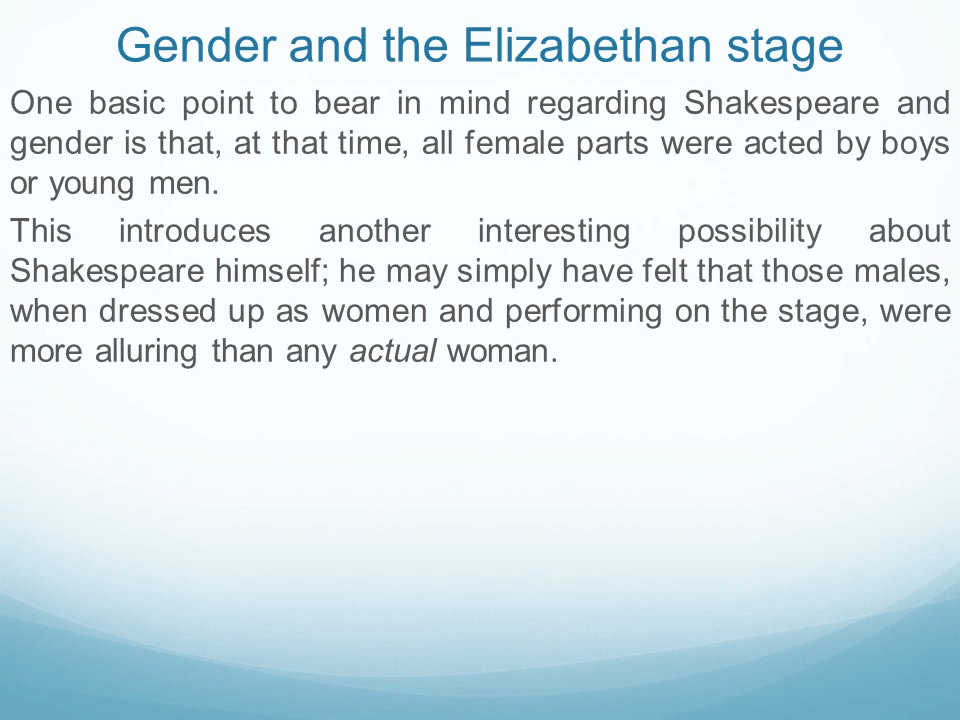 Gender and the Elizabethan stage
One basic point to bear in mind regarding Shakespeare and
gender is that, at that time, all female parts were acted by boys
or young men.
This introduces another interesting possibility about
Shakespeare himself; he may simply have felt that those males,
when dressed up as women and performing on the stage, were
more alluring than any actual woman.